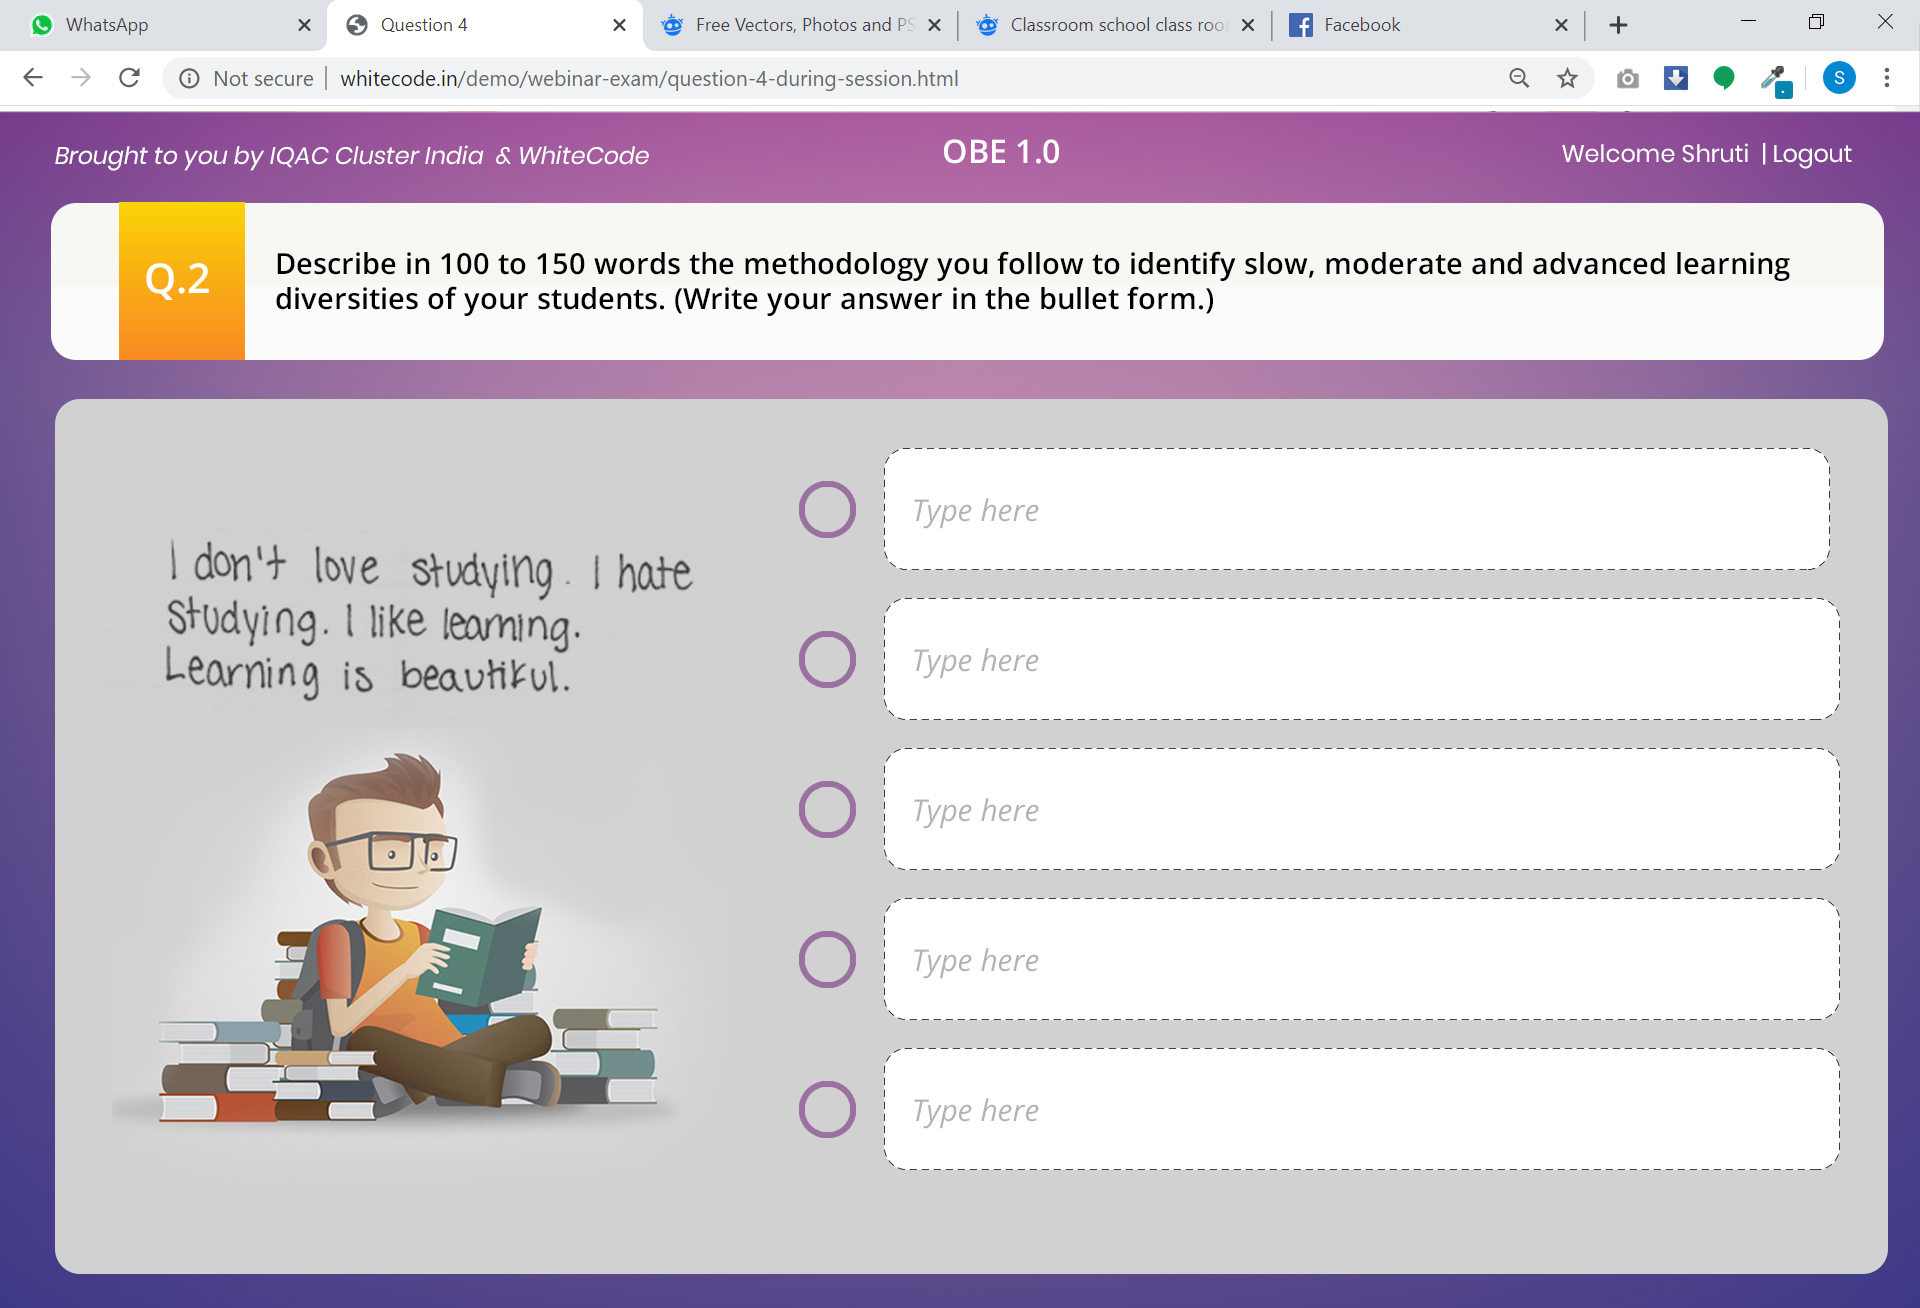 WhatsApp
Question 4
Free Vectors, Photos and PS
Classroom school class roo
Facebook
Not secure
whitecode.in/demo/webinar-exam/question-4-during-session.html
S
Brought to you by IQAC Cluster India & WhiteCode
OBE 1.0
Welcome Shruti | Logout
Q.2
Describe in 100 to 150 words the methodology you follow to identify slow, moderate and advanced learning
diversities of your students. (Write your answer in the bullet form.)
I don't love studying. I hate
studying. I like learning.
Learning is beautiful.
Type here
Type here
Type here
Type here
Type here